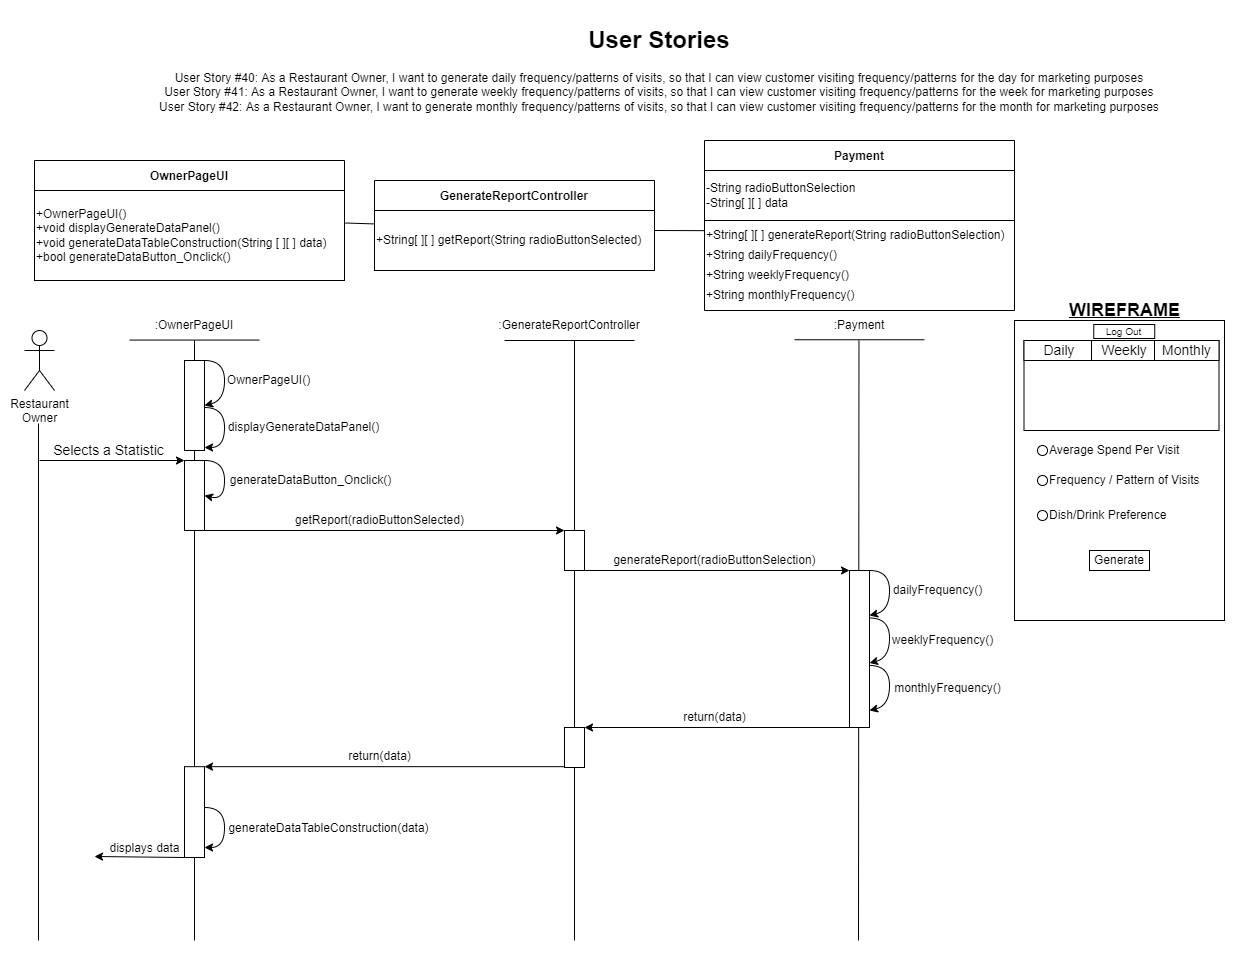 User Stories
User Story #40: As a Restaurant Owner, I want to generate daily frequency/patterns of visits, so that I can view customer visiting frequency/patterns for the day for marketing purposes
User Story #41: As a Restaurant Owner, I want to generate weekly frequency/patterns of visits, so that I can view customer visiting frequency/patterns for the week for marketing purposes
User Story #42: As a Restaurant Owner, I want to generate monthly frequency/patterns of visits, so that I can view customer visiting frequency/patterns for the month for marketing purposes
OwnerPageUI
+OwnerPageUI()
+void displayGenerateDataPanel()
+void generateDataTableConstruction(String [ ][ ] data)
+bool generateDataButton_Onclick()
GenerateReportController
+String[ ][ ] getReport(String radioButtonSelected)
Payment
-String radioButtonSelection
-String[ ][ ] data
+String[ ][ ] generateReport(String radioButtonSelection)
+String dailyFrequency()
+String weeklyFrequency()
+String monthlyFrequency()
WIREFRAME
Log Out
Daily Weekly Monthly
Average Spend Per Visit
Frequency / Pattern of Visits
Dish/Drink Preference
Generate
:OwnerPageUI
:GenerateReportController
:Payment
Restaurant
Owner
OwnerPageUI()
displayGenerateDataPanel()
Selects a Statistic
generateDataButton_Onclick()
getReport(radioButtonSelected)
generateReport(radioButtonSelection)
dailyFrequency()
weeklyFrequency()
monthlyFrequency()
return(data)
return(data)
generateDataTableConstruction(data)
displays data